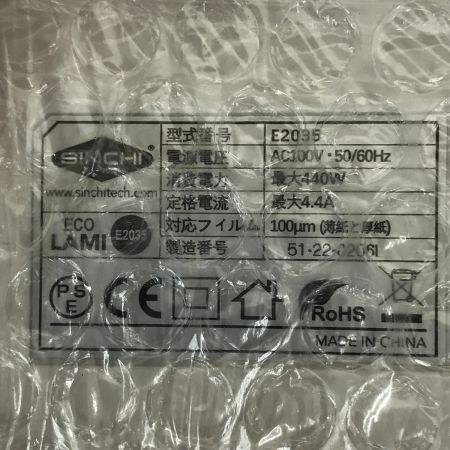 SINCHI
www.sinchitech.com
ECO
LAMI E2035
型式番号 E2035
電源電圧 AC100V・50/60Hz
消費電力 最大440W
定格電流 最大4.4A
対応フィルム 100µm (薄紙と厚紙)
製造番号 51-22-02061
PSE
CE
RoHS
MADE IN CHINA